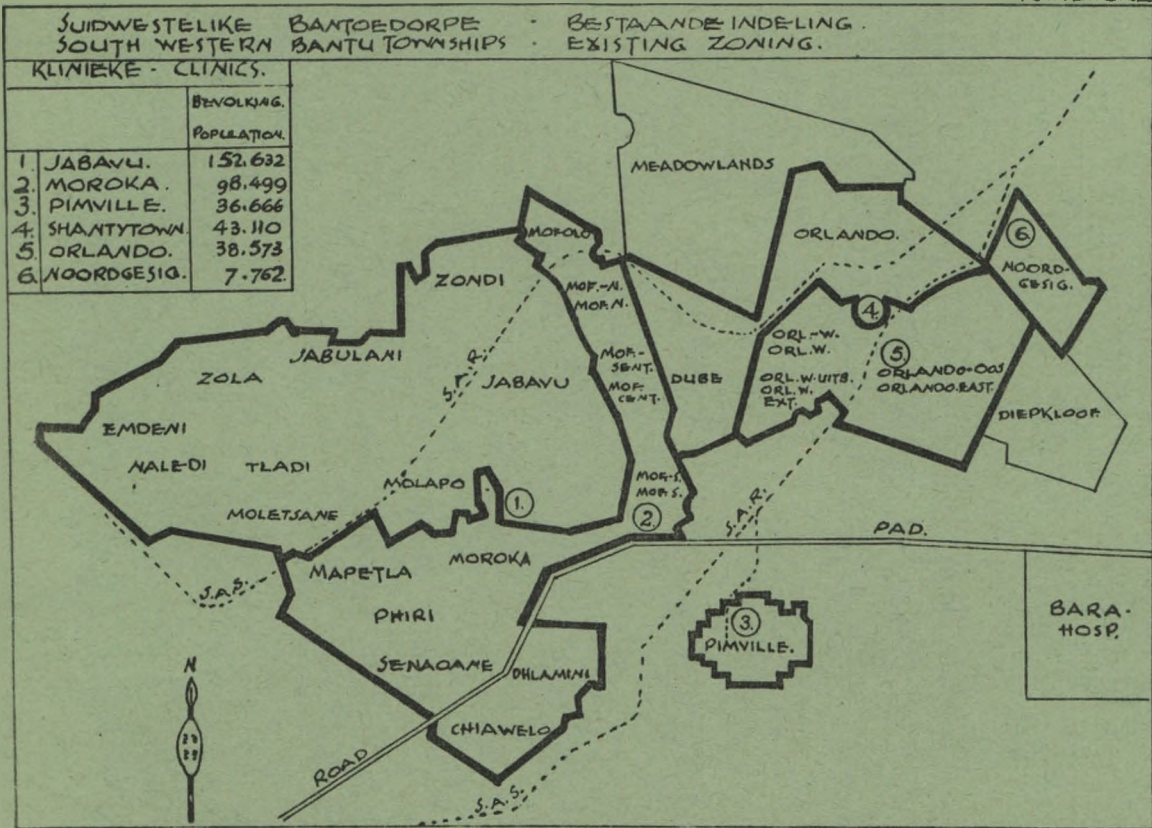 SUIDWESTELIKE BANTOEDORPE · BESTAANDE INDELING.
SOUTH WESTERN BANTU TOWNSHIPS · EXISTING ZONING.
KLINIEKE - CLINICS.
BEVOLKING.
POPULATION.
1. JABAVU. 152.632
2. MOROKA. 98.499
3. PIMVILLE. 36.666
4. SHANTYTOWN. 43.110
5. ORLANDO. 38.573
6. NOORDGESIG. 7.762
MEADOWLANDS
MOFOLO
ORLANDO.
6.
NOORD-
GESIG.
ZONDI
MOF.-N.
MOF. N.
4.
JABULANI
ZOLA
S.A.R.
JABAVU
MOF.-
SENT.
MOF.
CENT.
DUBE
ORL.-W.
ORL.W.
ORL.W.UITB.
ORL.W.
EXT.
5.
ORLANDO-OOS
ORLANDO.EAST.
DIEPKLOOF.
EMDENI
NALEDI
TLADI
MOLAPO
MOLETSANE
1.
MOF.-S.
MOF. S.
2.
S.A.R.
PAD.
MOROKA
MAPETLA
S.A.S.
PHIRI
3.
PIMVILLE.
BARA-
HOSP.
SENAOANE
DHLAMINI
CHIAWELO
N
ROAD
S.A.S.